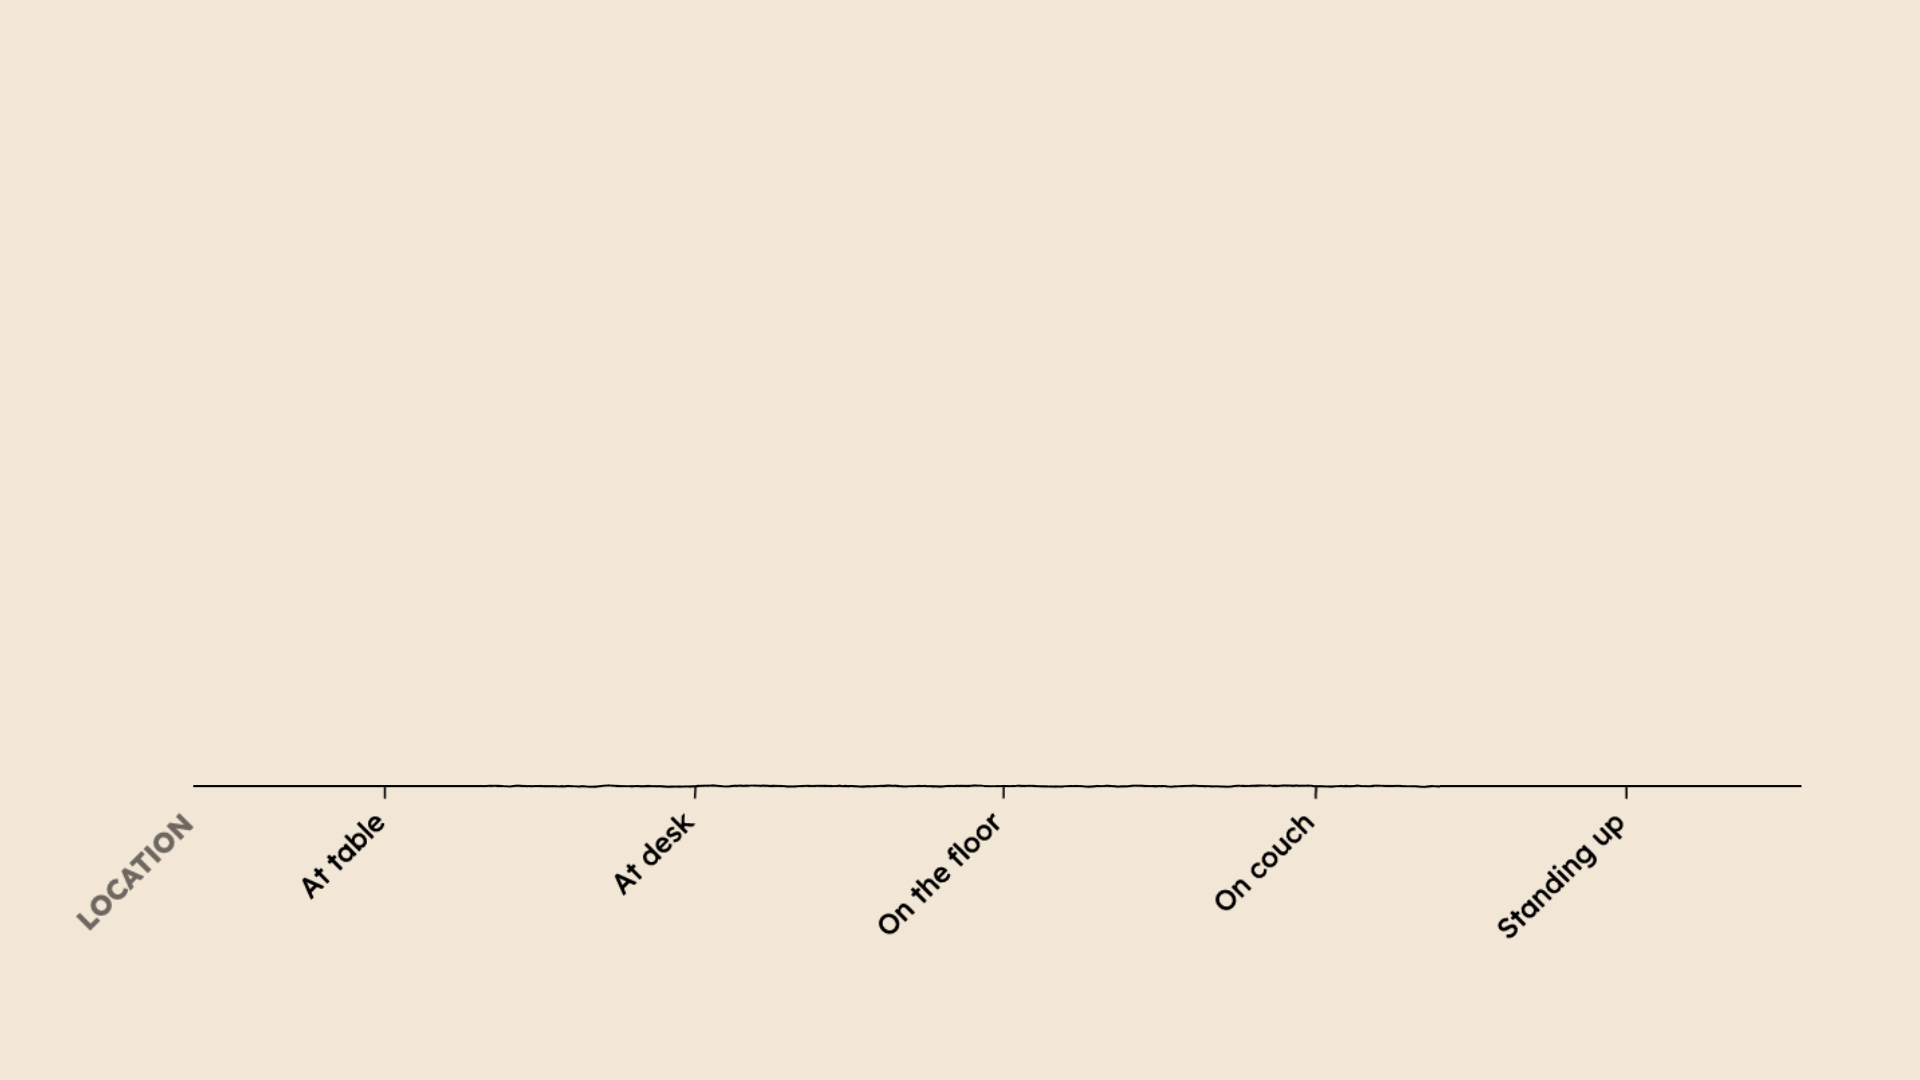 LOCATION
At table
At desk
On the floor
On couch
Standing up